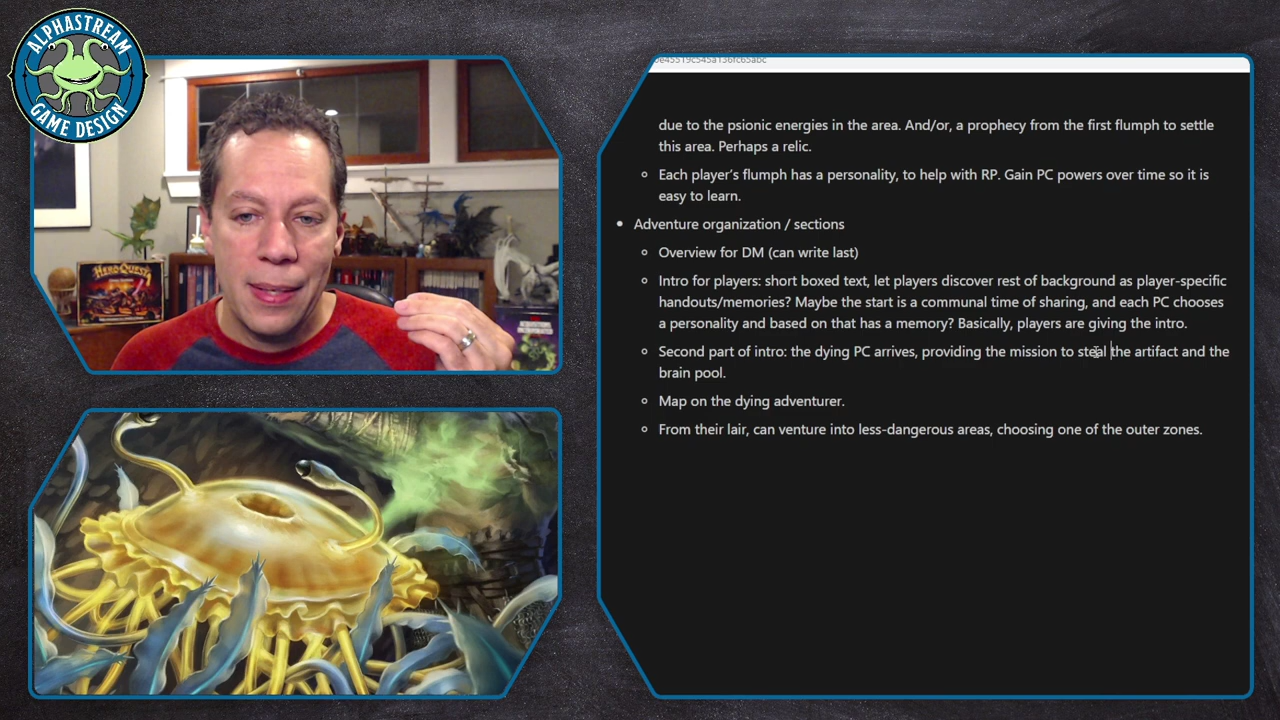 ALPHASTREAM
GAME DESIGN
HEROQUEST
e45519c545a136fc65abc
due to the psionic energies in the area. And/or, a prophecy from the first flumph to settle
this area. Perhaps a relic.
Each player's flumph has a personality, to help with RP. Gain PC powers over time so it is
easy to learn.
Adventure organization / sections
Overview for DM (can write last)
Intro for players: short boxed text, let players discover rest of background as player-specific
handouts/memories? Maybe the start is a communal time of sharing, and each PC chooses
a personality and based on that has a memory? Basically, players are giving the intro.
Second part of intro: the dying PC arrives, providing the mission to steal the artifact and the
brain pool.
Map on the dying adventurer.
From their lair, can venture into less-dangerous areas, choosing one of the outer zones.